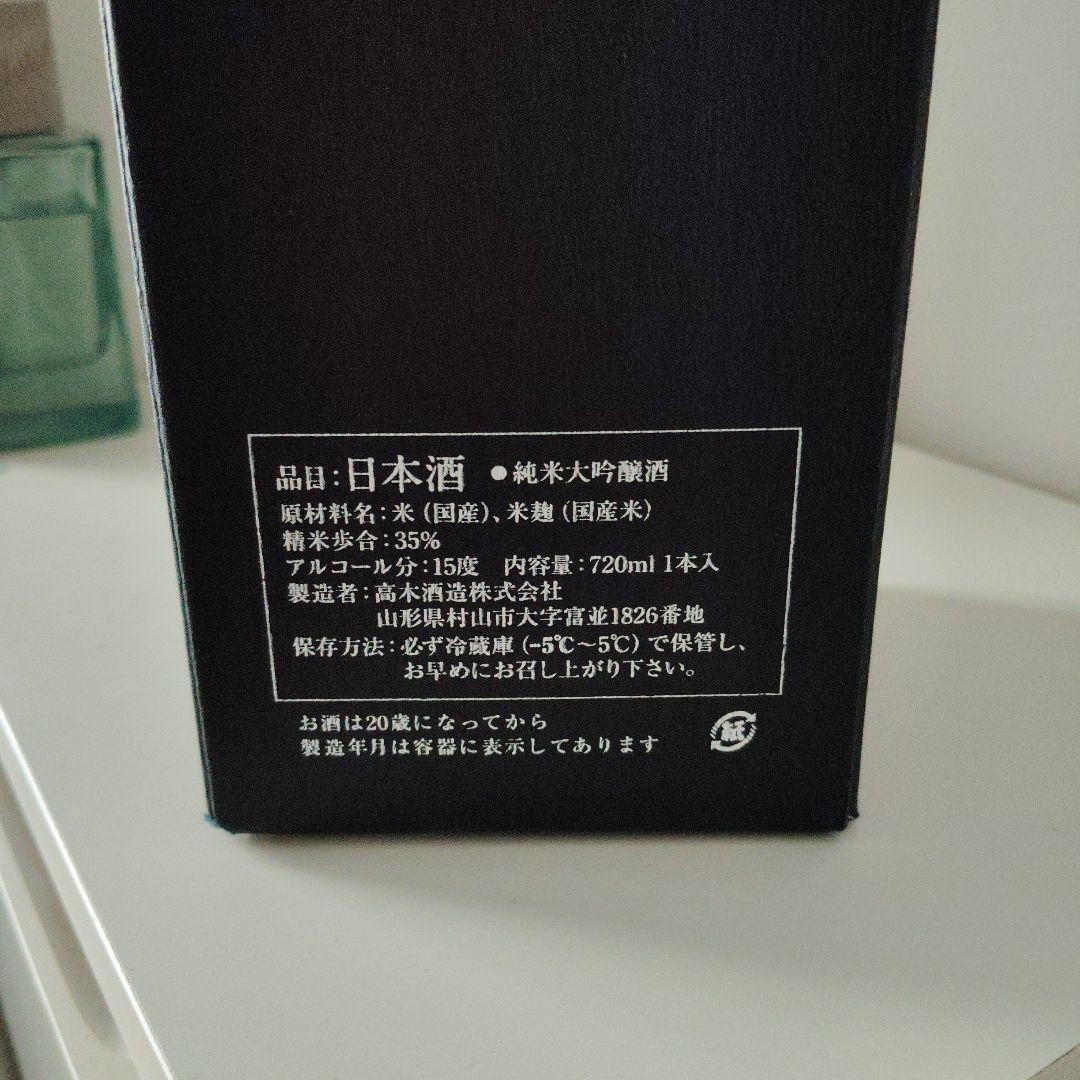 品目:日本酒 ●純米大吟醸酒
原材料名:米(国産)、米麹(国産米)
精米歩合:35%
アルコール分:15度 内容量:720ml 1本入
製造者:高木酒造株式会社
山形県村山市大字富並1826番地
保存方法:必ず冷蔵庫(-5℃〜5℃)で保管し、
お早めにお召し上がり下さい。
お酒は20歳になってから
製造年月は容器に表示してあります
紙